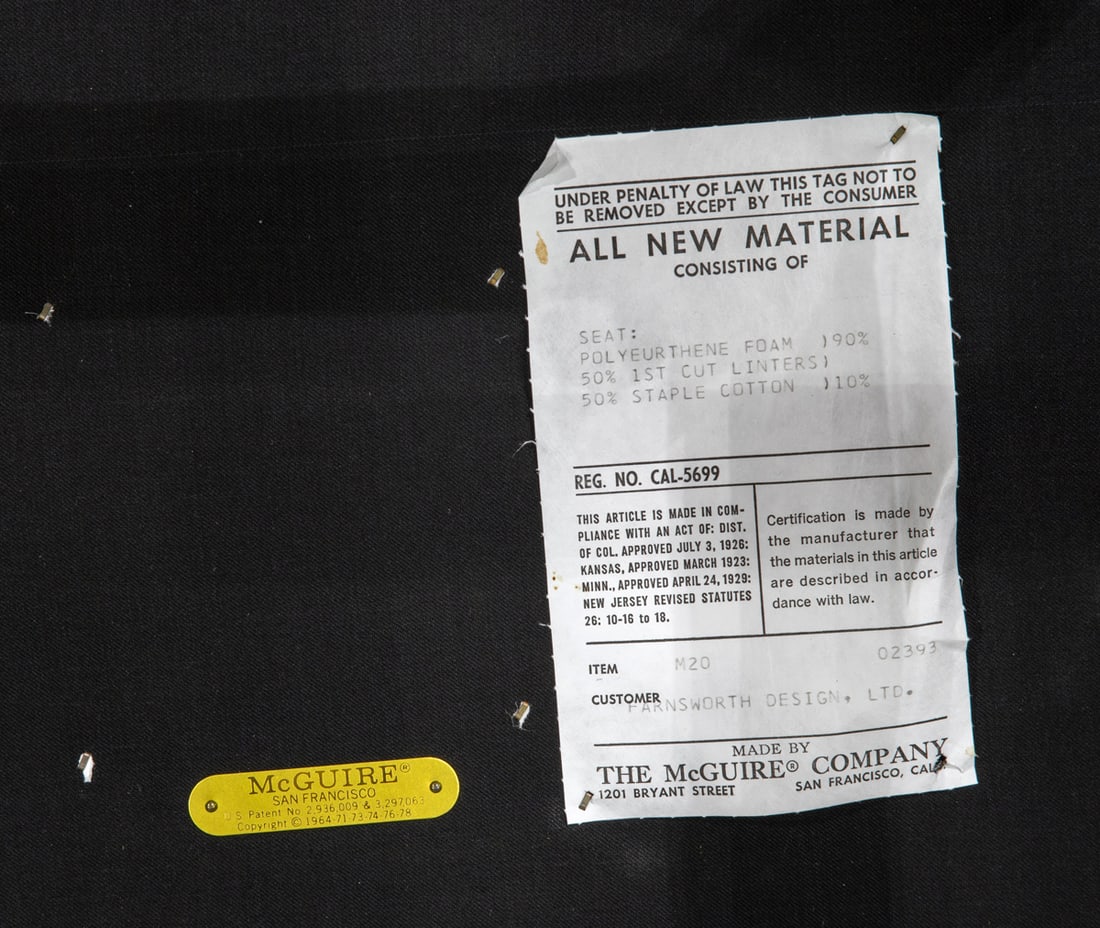 UNDER PENALTY OF LAW THIS TAG NOT TO
BE REMOVED EXCEPT BY THE CONSUMER
ALL NEW MATERIAL
CONSISTING OF
SEAT:
POLYEURTHENE FOAM )90%
50% 1ST CUT LINTERS)
50% STAPLE COTTON )10%
REG. NO. CAL-5699
THIS ARTICLE IS MADE IN COM-
PLIANCE WITH AN ACT OF: DIST.
OF COL. APPROVED JULY 3, 1926:
KANSAS, APPROVED MARCH 1923:
MINN., APPROVED APRIL 24, 1929:
NEW JERSEY REVISED STATUTES
26: 10-16 to 18.
Certification is made by
the manufacturer that
the materials in this article
are described in accor-
dance with law.
ITEM M20 02393
CUSTOMER FARNSWORTH DESIGN, LTD.
MADE BY
THE McGUIRE® COMPANY
1201 BRYANT STREET SAN FRANCISCO, CAL
McGUIRE®
SAN FRANCISCO
U S Patent No 2,936,009 & 3,297,063
Copyright © 1964-71-73-74-76-78